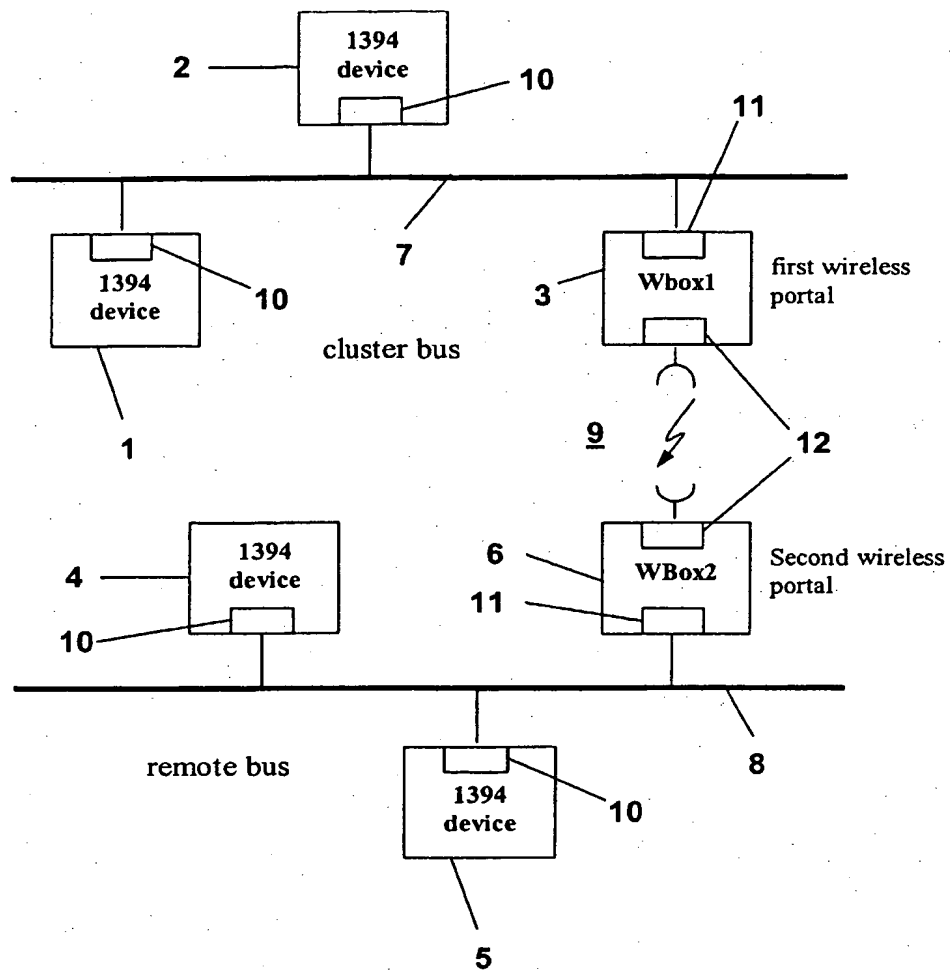 1394
device
2
10
11
7
1394
device
10
1
3
Wbox1
first wireless
portal
cluster bus
9
12
4
1394
device
10
6
WBox2
11
Second wireless
portal
8
remote bus
1394
device
10
5